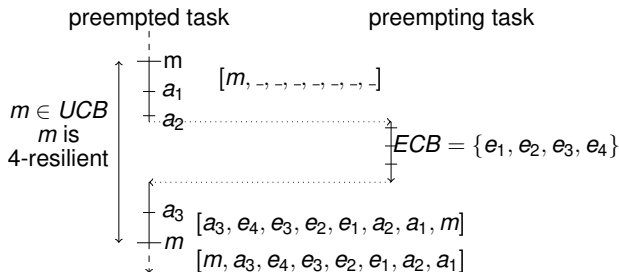 preempted task preempting task
m
a₁ [m, -, -, -, -, -, -, -]
a₂
m ∈ UCB
m is
4-resilient
ECB = {e₁, e₂, e₃, e₄}
a₃ [a₃, e₄, e₃, e₂, e₁, a₂, a₁, m]
m
[m, a₃, e₄, e₃, e₂, e₁, a₂, a₁]